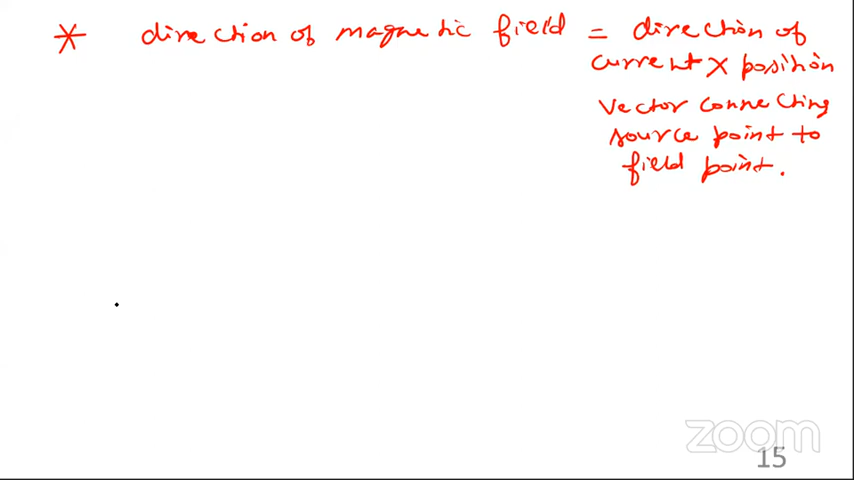 * direction of magnetic field = direction of
current × position
vector connecting
source point to
field point.
zoom
15